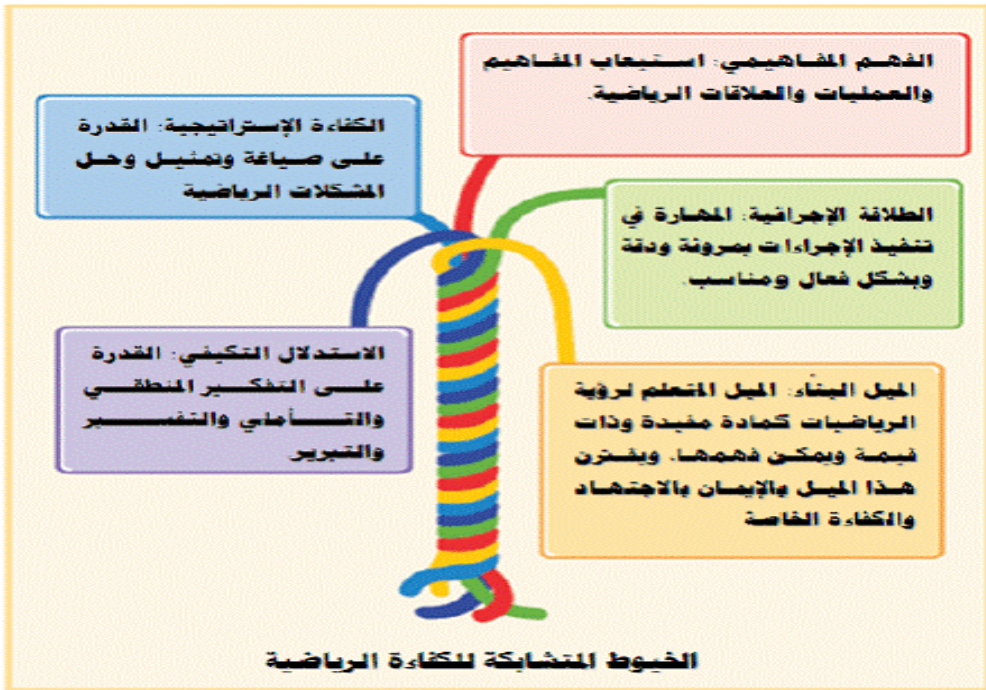 الفهم المفاهيمي: استيعاب المفاهيم
والعمليات والعلاقات الرياضية.
الكفاءة الإستراتيجية: القدرة
على صياغة وتمثيل وحل
المشكلات الرياضية
الطلاقة الإجرائية: المهارة في
تنفيذ الإجراءات بمرونة ودقة
وبشكل فعال ومناسب.
الاستدلال التكيفي: القدرة
على التفكير المنطقي
والتأملي والتفسير
والتبرير
الميل البنّاء: الميل المتعلم لرؤية
الرياضيات كمادة مفيدة وذات
قيمة ويمكن فهمها، ويقترن
هذا الميل بالإيمان بالاجتهاد
والكفاءة الخاصة
الخيوط المتشابكة للكفاءة الرياضية